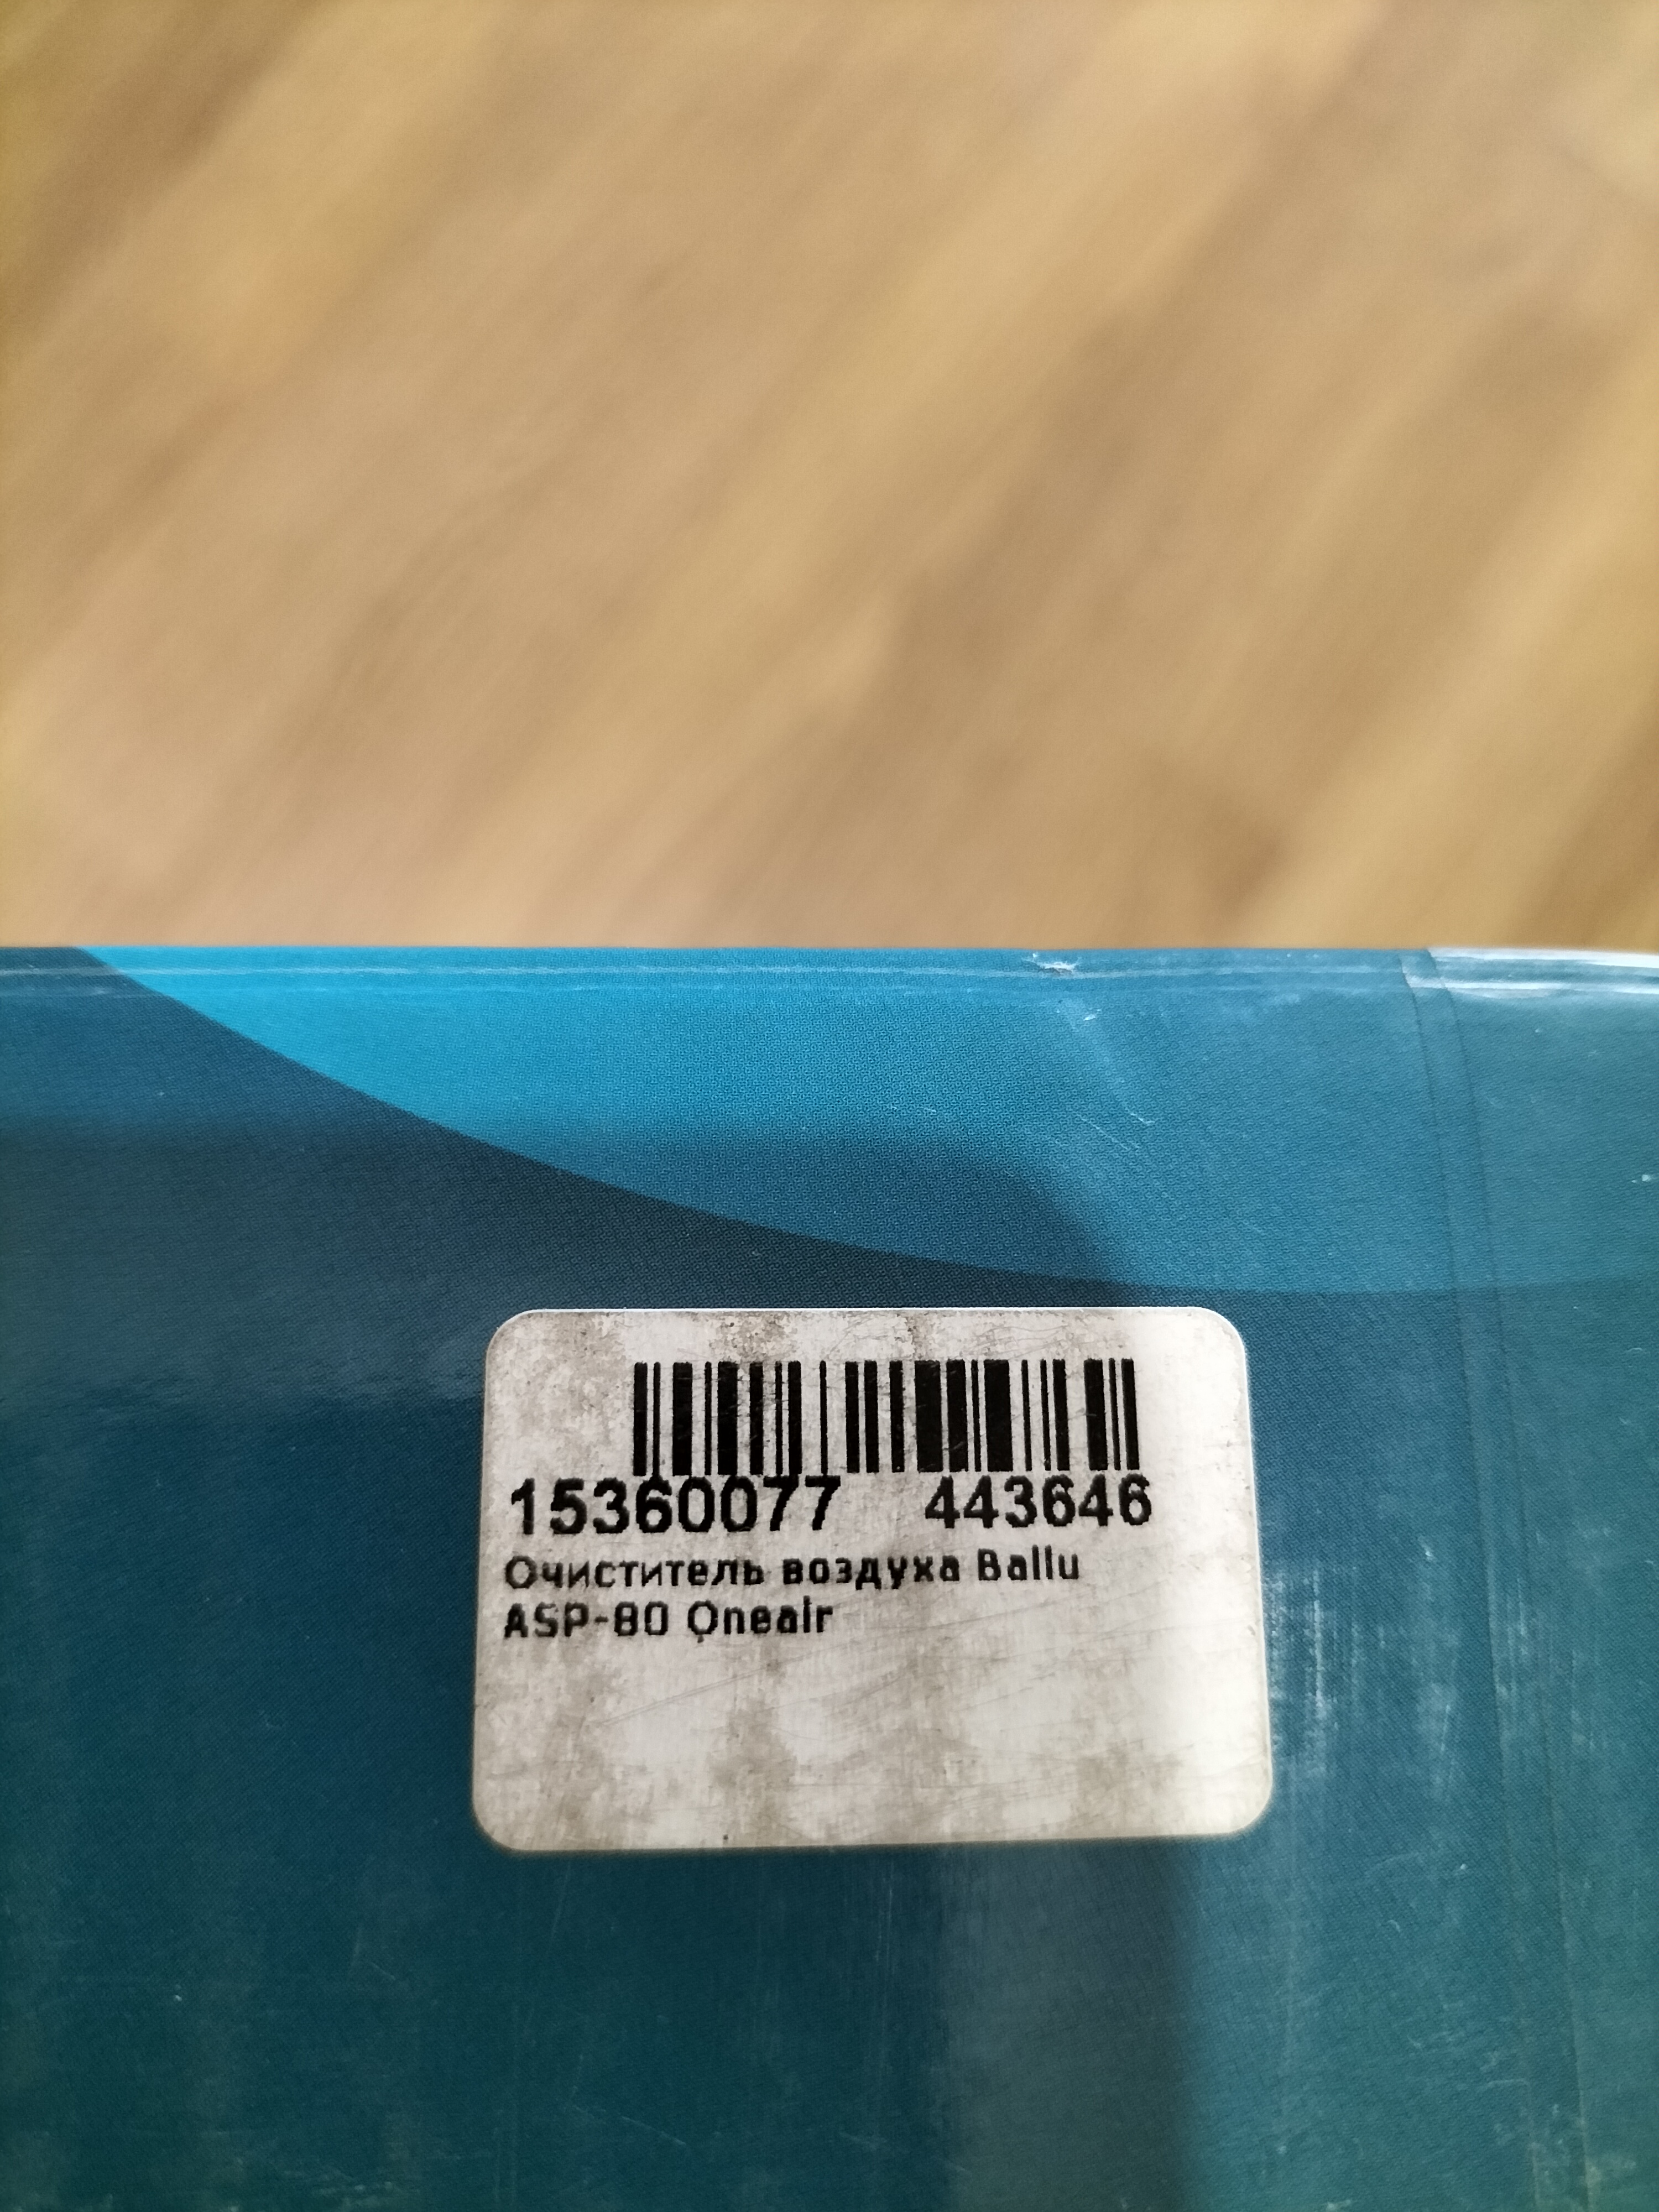 15360077 443646
Очиститель воздуха Ballu
ASP-80 Oneair